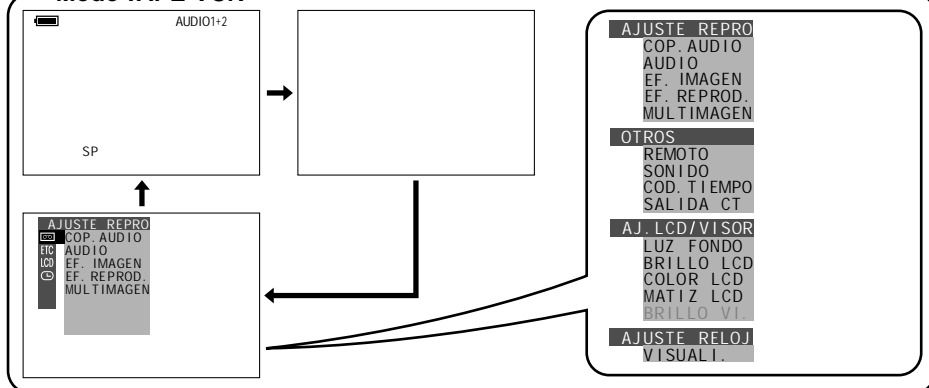 Modo TAPE VCR
AUDIO1+2
SP
AJUSTE REPRO
COP. AUDIO
ETC AUDIO
LCD EF. IMAGEN
EF. REPROD.
MULTIMAGEN
AJUSTE REPRO
COP. AUDIO
AUDIO
EF. IMAGEN
EF. REPROD.
MULTIMAGEN
OTROS
REMOTO
SONIDO
COD. TIEMPO
SALIDA CT
AJ. LCD/VISOR
LUZ FONDO
BRILLO LCD
COLOR LCD
MATIZ LCD
BRILLO VI.
AJUSTE RELOJ
VISUALI.